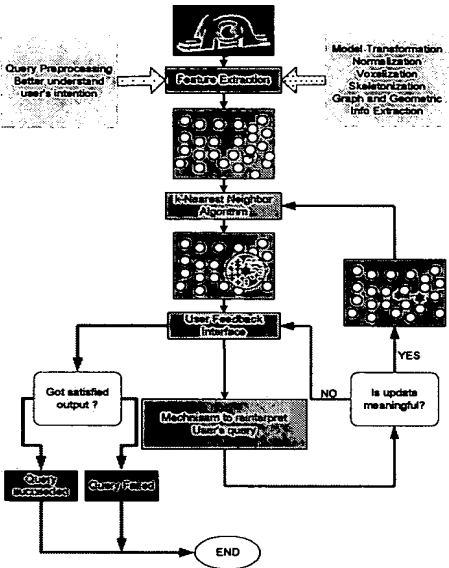 Query Preprocessing
Better understand
user's intention
Feature Extraction
Model Transformation
Normalization
Voxelization
Skeletonization
Graph and Geometric
Info Extraction
k-Nearest Neighbor
Algorithm
User Feedback
Interface
YES
NO
Got satisfied
output ?
Is update
meaningful?
Mechnisam to reinterpret
User's query
Query
succeeded
Query Failed
END